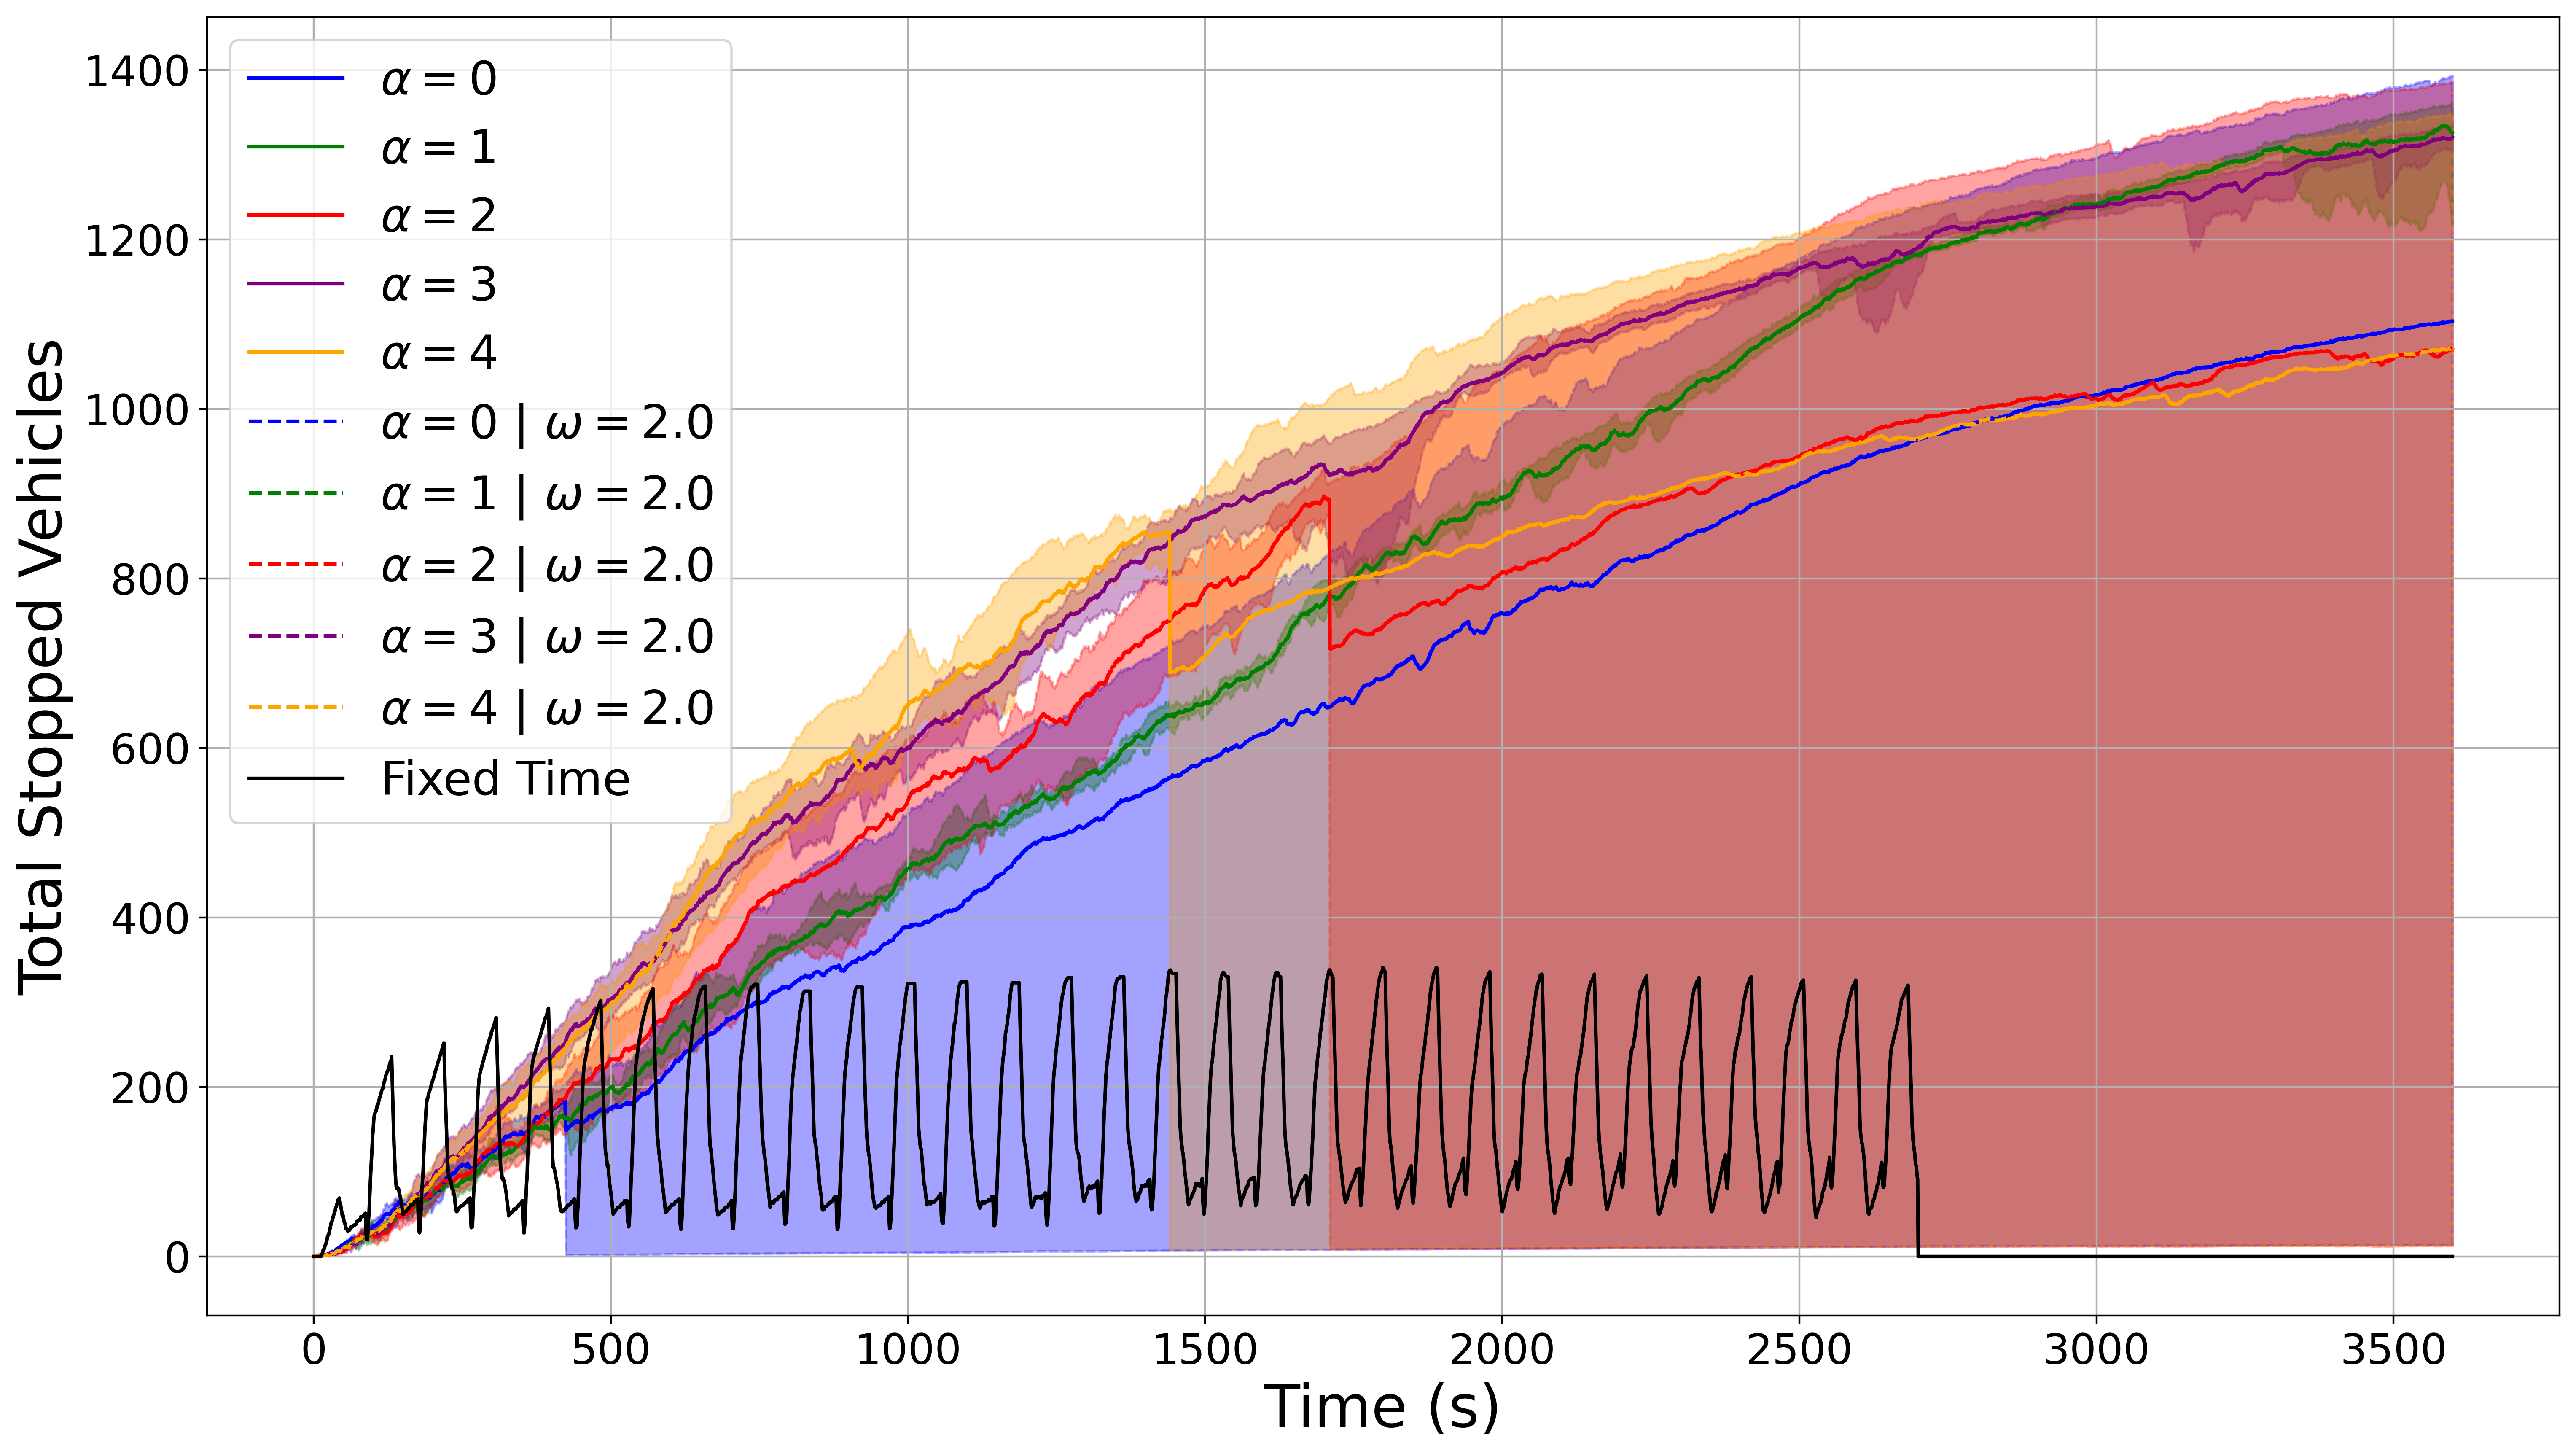 1400
1200
1000
800
600
400
200
0
Total Stopped Vehicles
α = 0
α = 1
α = 2
α = 3
α = 4
α = 0 | ω = 2.0
α = 1 | ω = 2.0
α = 2 | ω = 2.0
α = 3 | ω = 2.0
α = 4 | ω = 2.0
Fixed Time
0 500 1000 1500 2000 2500 3000 3500
Time (s)